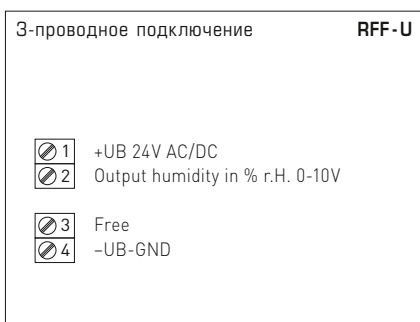 3-проводное подключение RFF-U
1 +UB 24V AC/DC
2 Output humidity in % r.H. 0-10V
3 Free
4 –UB-GND